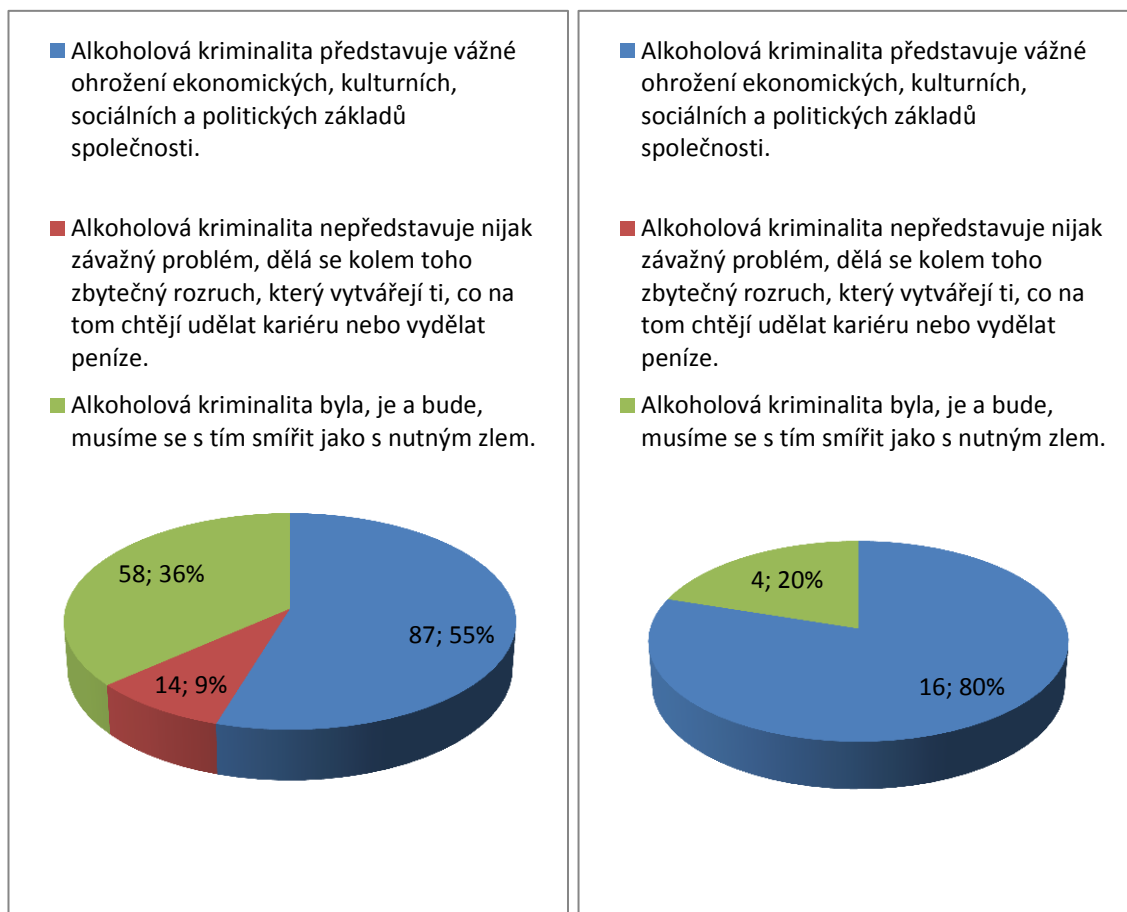 Alkoholová kriminalita představuje vážné
ohrožení ekonomických, kulturních,
sociálních a politických základů
společnosti.
Alkoholová kriminalita nepředstavuje nijak
závažný problém, dělá se kolem toho
zbytečný rozruch, který vytvářejí ti, co na
tom chtějí udělat kariéru nebo vydělat
peníze.
Alkoholová kriminalita byla, je a bude,
musíme se s tím smířit jako s nutným zlem.
58; 36%
87; 55%
14; 9%
Alkoholová kriminalita představuje vážné
ohrožení ekonomických, kulturních,
sociálních a politických základů
společnosti.
Alkoholová kriminalita nepředstavuje nijak
závažný problém, dělá se kolem toho
zbytečný rozruch, který vytvářejí ti, co na
tom chtějí udělat kariéru nebo vydělat
peníze.
Alkoholová kriminalita byla, je a bude,
musíme se s tím smířit jako s nutným zlem.
4; 20%
16; 80%